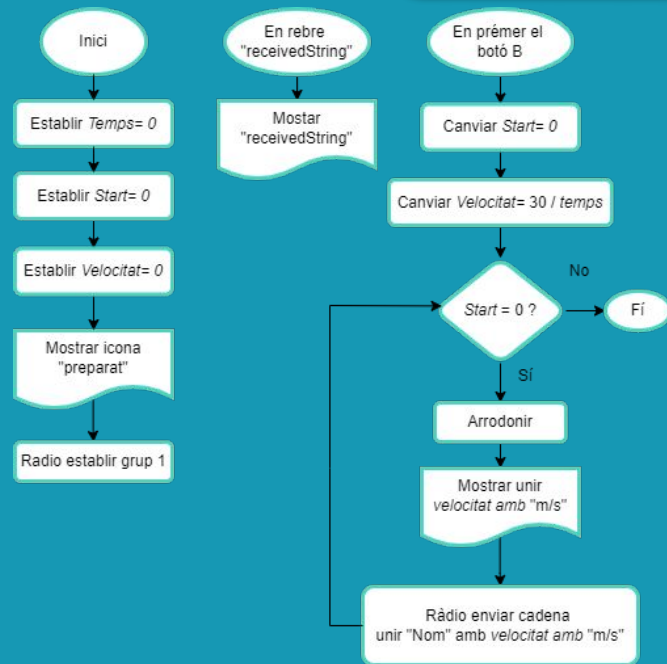 Inici
Establir Temps= 0
Establir Start= 0
Establir Velocitat= 0
Mostrar icona
"preparat"
Radio establir grup 1
En rebre
"receivedString"
Mostar
"receivedString"
En prémer el
botó B
Canviar Start= 0
Canviar Velocitat= 30 / temps
Start = 0 ?
No
Fí
Sí
Arrodonir
Mostrar unir
velocitat amb "m/s"
Ràdio enviar cadena
unir "Nom" amb velocitat amb "m/s"